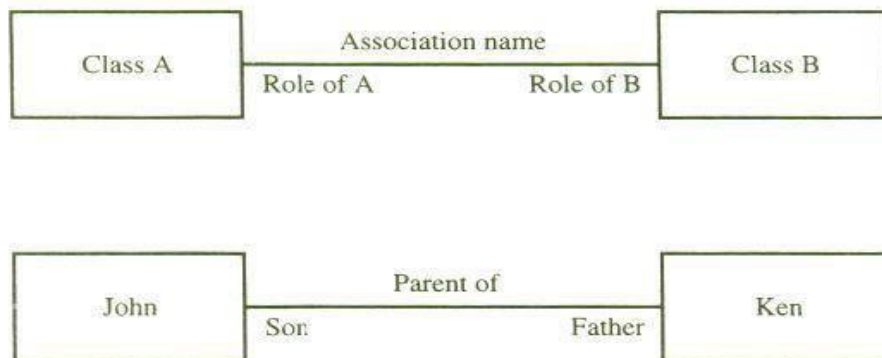 Class A
Association name
Class B
Role of A
Role of B
John
Parent of
Ken
Son
Father